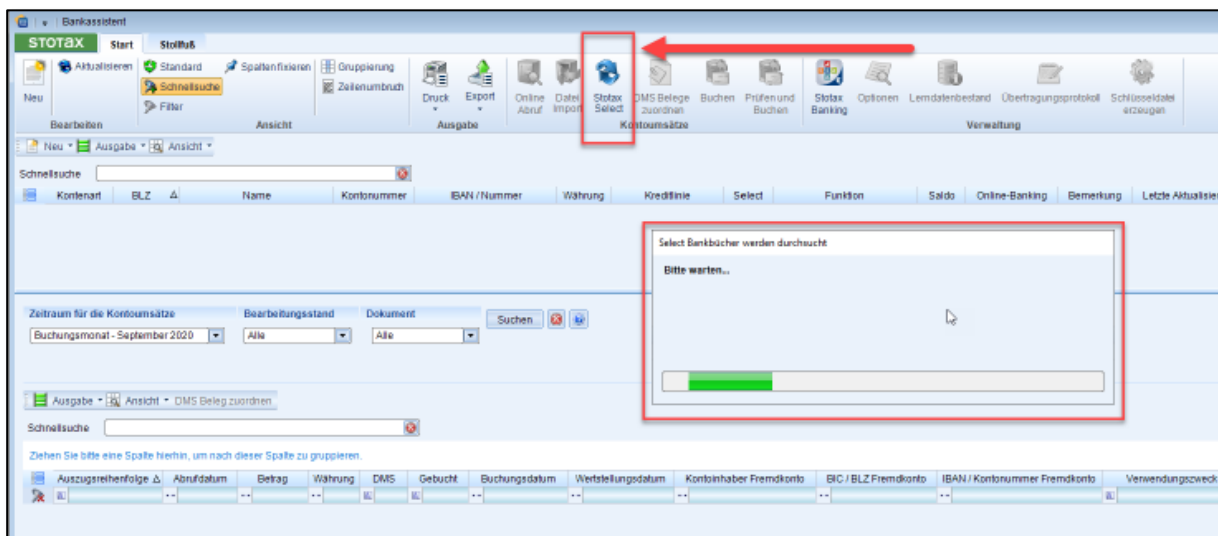 Bankassistent
STOTAX Start Stollfuß
Aktualisieren Standard Spalten fixieren Gruppierung
Schnellsuche Zeilenumbruch
Neu Filter Druck Export Online Abruf Datei Import Stotax Select DMS Belege zuordnen Buchen Prüfen und Buchen Stotax Banking Optionen Lerndatenbestand Übertragungsprotokoll Schlüsseldatei erzeugen
Bearbeiten Ansicht Ausgabe Kontoumsätze Verwaltung
Neu Ausgabe Ansicht
Schnellsuche
Kontenart BLZ Name Kontonummer IBAN / Nummer Währung Kreditlinie Select Funktion Saldo Online-Banking Bemerkung Letzte Aktualisie
Select Bankbücher werden durchsucht
Bitte warten...
Zeitraum für die Kontoumsätze Bearbeitungsstand Dokument
Buchungsmonat - September 2020 Alle Alle Suchen
Ausgabe Ansicht DMS Beleg zuordnen
Schnellsuche
Ziehen Sie bitte eine Spalte hierhin, um nach dieser Spalte zu gruppieren.
Auszugsreihenfolge Abrufdatum Betrag Währung DMS Gebucht Buchungsdatum Wertstellungsdatum Kontoinhaber Fremdkonto BIC / BLZ Fremdkonto IBAN / Kontonummer Fremdkonto Verwendungszweck